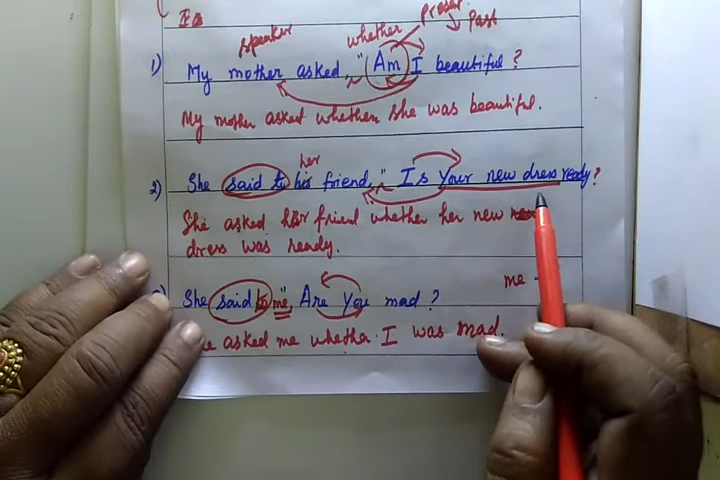 present
Past
speaker whether
1) My mother asked, "Am I beautiful?
My mother asked whether she was beautiful.
her
2) She said to his friend, "Is your new dress ready?
She asked her friend whether her new
dress was ready.
me -
She said to me, "Are you mad?
asked me whether I was mad.